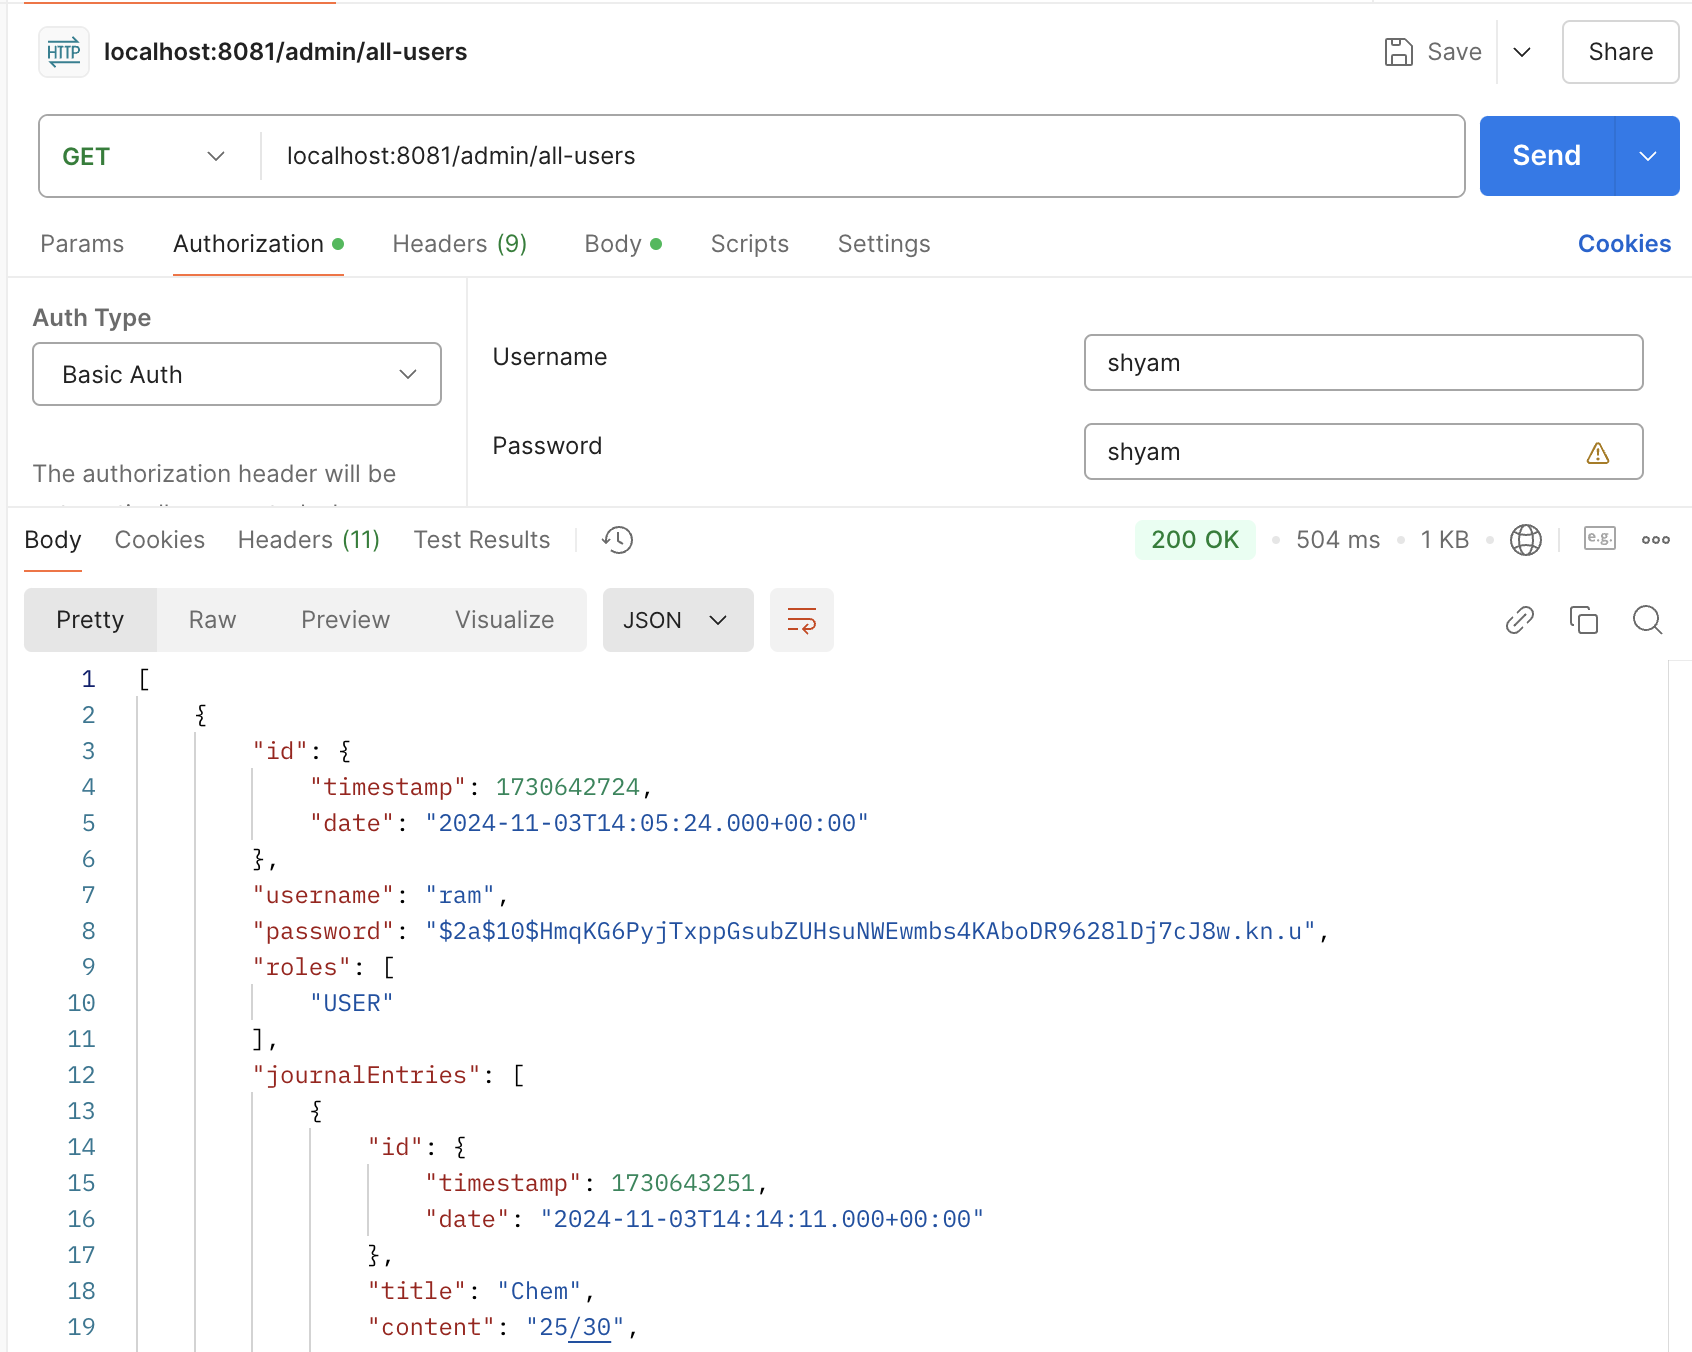 HTTP localhost:8081/admin/all-users Save Share
GET localhost:8081/admin/all-users Send
Params Authorization Headers (9) Body Scripts Settings Cookies
Auth Type
Basic Auth
Username shyam
Password shyam
The authorization header will be
Body Cookies Headers (11) Test Results 200 OK • 504 ms • 1 KB • e.g.
Pretty Raw Preview Visualize JSON
1 [
2 {
3 "id": {
4 "timestamp": 1730642724,
5 "date": "2024-11-03T14:05:24.000+00:00"
6 },
7 "username": "ram",
8 "password": "$2a$10$HmqKG6PyjTxppGsubZUHsuNWEwmbs4KAboDR9628lDj7cJ8w.kn.u",
9 "roles": [
10 "USER"
11 ],
12 "journalEntries": [
13 {
14 "id": {
15 "timestamp": 1730643251,
16 "date": "2024-11-03T14:14:11.000+00:00"
17 },
18 "title": "Chem",
19 "content": "25/30",